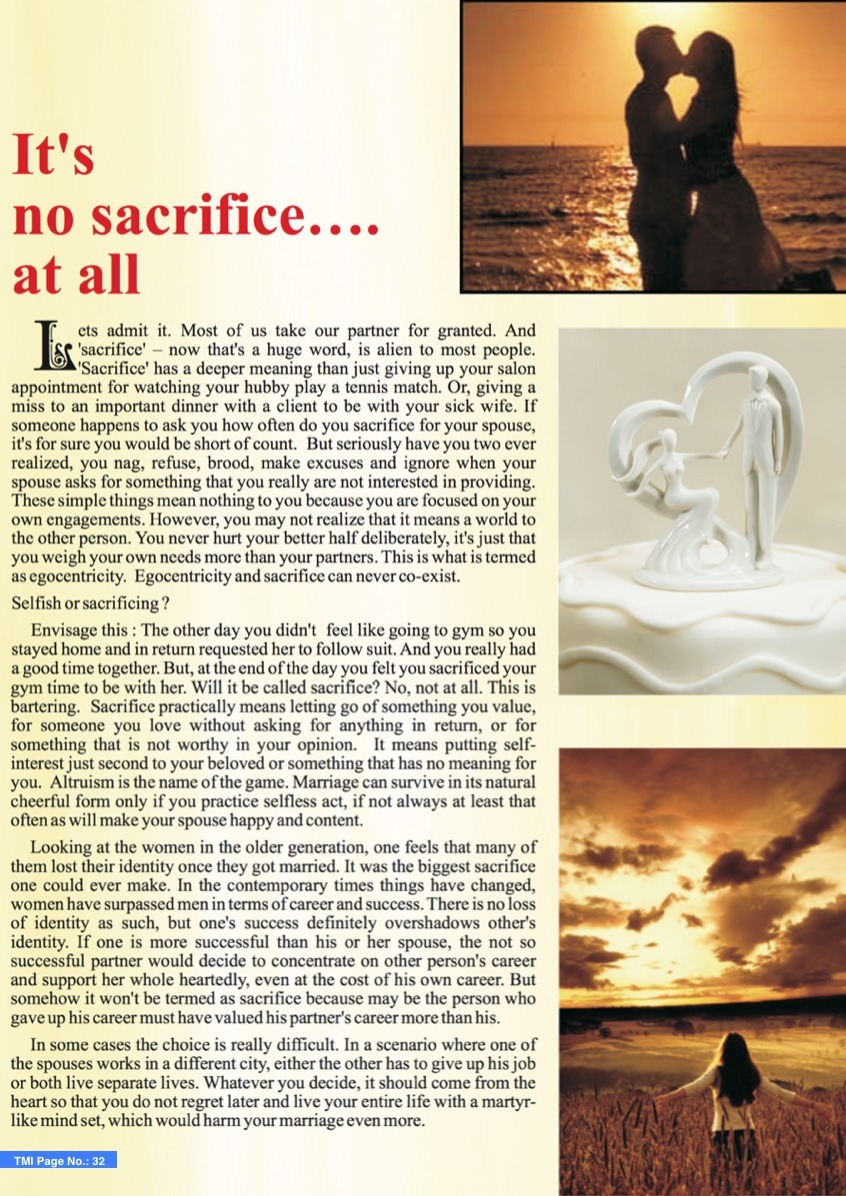 It's
no sacrifice....
at all
Lets admit it. Most of us take our partner for granted. And
'sacrifice' – now that's a huge word, is alien to most people.
'Sacrifice' has a deeper meaning than just giving up your salon
appointment for watching your hubby play a tennis match. Or, giving a
miss to an important dinner with a client to be with your sick wife. If
someone happens to ask you how often do you sacrifice for your spouse,
it's for sure you would be short of count. But seriously have you two ever
realized, you nag, refuse, brood, make excuses and ignore when your
spouse asks for something that you really are not interested in providing.
These simple things mean nothing to you because you are focused on your
own engagements. However, you may not realize that it means a world to
the other person. You never hurt your better half deliberately, it's just that
you weigh your own needs more than your partners. This is what is termed
as egocentricity. Egocentricity and sacrifice can never co-exist.
Selfish or sacrificing ?
Envisage this : The other day you didn't feel like going to gym so you
stayed home and in return requested her to follow suit. And you really had
a good time together. But, at the end of the day you felt you sacrificed your
gym time to be with her. Will it be called sacrifice? No, not at all. This is
bartering. Sacrifice practically means letting go of something you value,
for someone you love without asking for anything in return, or for
something that is not worthy in your opinion. It means putting self-
interest just second to your beloved or something that has no meaning for
you. Altruism is the name of the game. Marriage can survive in its natural
cheerful form only if you practice selfless act, if not always at least that
often as will make your spouse happy and content.
Looking at the women in the older generation, one feels that many of
them lost their identity once they got married. It was the biggest sacrifice
one could ever make. In the contemporary times things have changed,
women have surpassed men in terms of career and success. There is no loss
of identity as such, but one's success definitely overshadows other's
identity. If one is more successful than his or her spouse, the not so
successful partner would decide to concentrate on other person's career
and support her whole heartedly, even at the cost of his own career. But
somehow it won't be termed as sacrifice because may be the person who
gave up his career must have valued his partner's career more than his.
In some cases the choice is really difficult. In a scenario where one of
the spouses works in a different city, either the other has to give up his job
or both live separate lives. Whatever you decide, it should come from the
heart so that you do not regret later and live your entire life with a martyr-
like mind set, which would harm your marriage even more.
TMI Page No.: 32